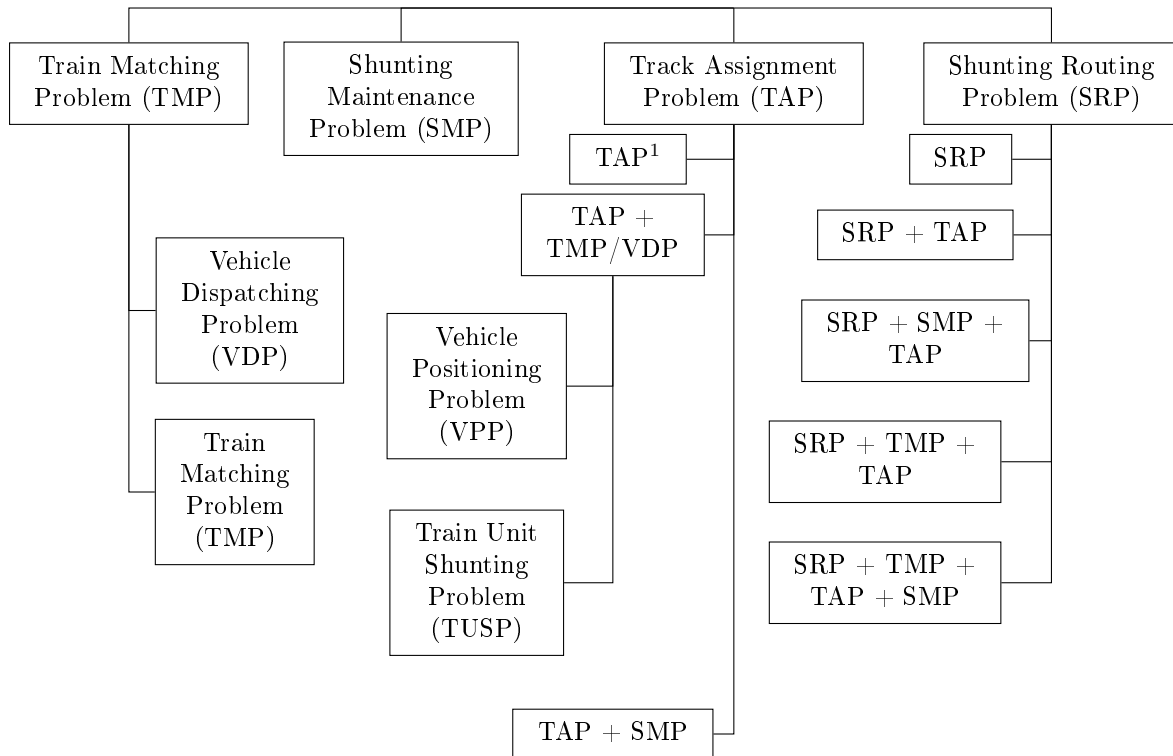 Train Matching
Problem (TMP)
Shunting
Maintenance
Problem (SMP)
Track Assignment
Problem (TAP)
Shunting Routing
Problem (SRP)
Vehicle
Dispatching
Problem
(VDP)
Train
Matching
Problem
(TMP)
TAP¹
TAP +
TMP/VDP
Vehicle
Positioning
Problem
(VPP)
Train Unit
Shunting
Problem
(TUSP)
TAP + SMP
SRP
SRP + TAP
SRP + SMP +
TAP
SRP + TMP +
TAP
SRP + TMP +
TAP + SMP